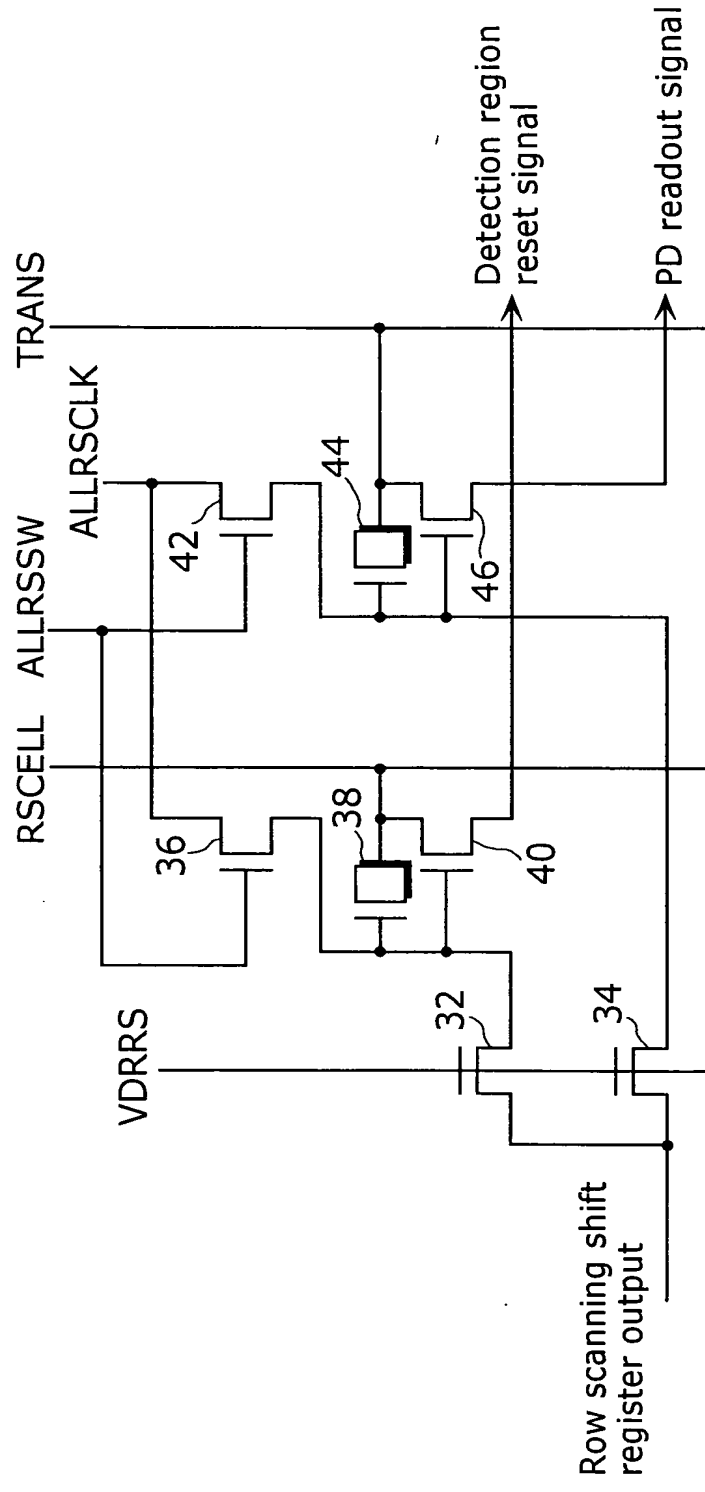 VDRRS
RSCELL
ALLRSSW
ALLRSCLK
TRANS
36
42
38
44
32
40
46
34
Detection region
reset signal
PD readout signal
Row scanning shift
register output